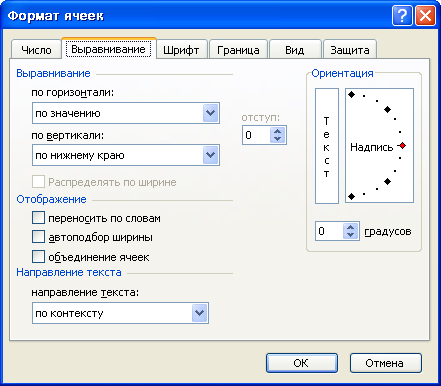 Формат ячеек
Число Выравнивание Шрифт Граница Вид Защита
Выравнивание
по горизонтали:
по значению
отступ:
по вертикали:
0
по нижнему краю
Распределять по ширине
Отображение
переносить по словам
автоподбор ширины
объединение ячеек
Направление текста
направление текста:
по контексту
Ориентация
Текст
Надпись
0 градусов
ОК Отмена